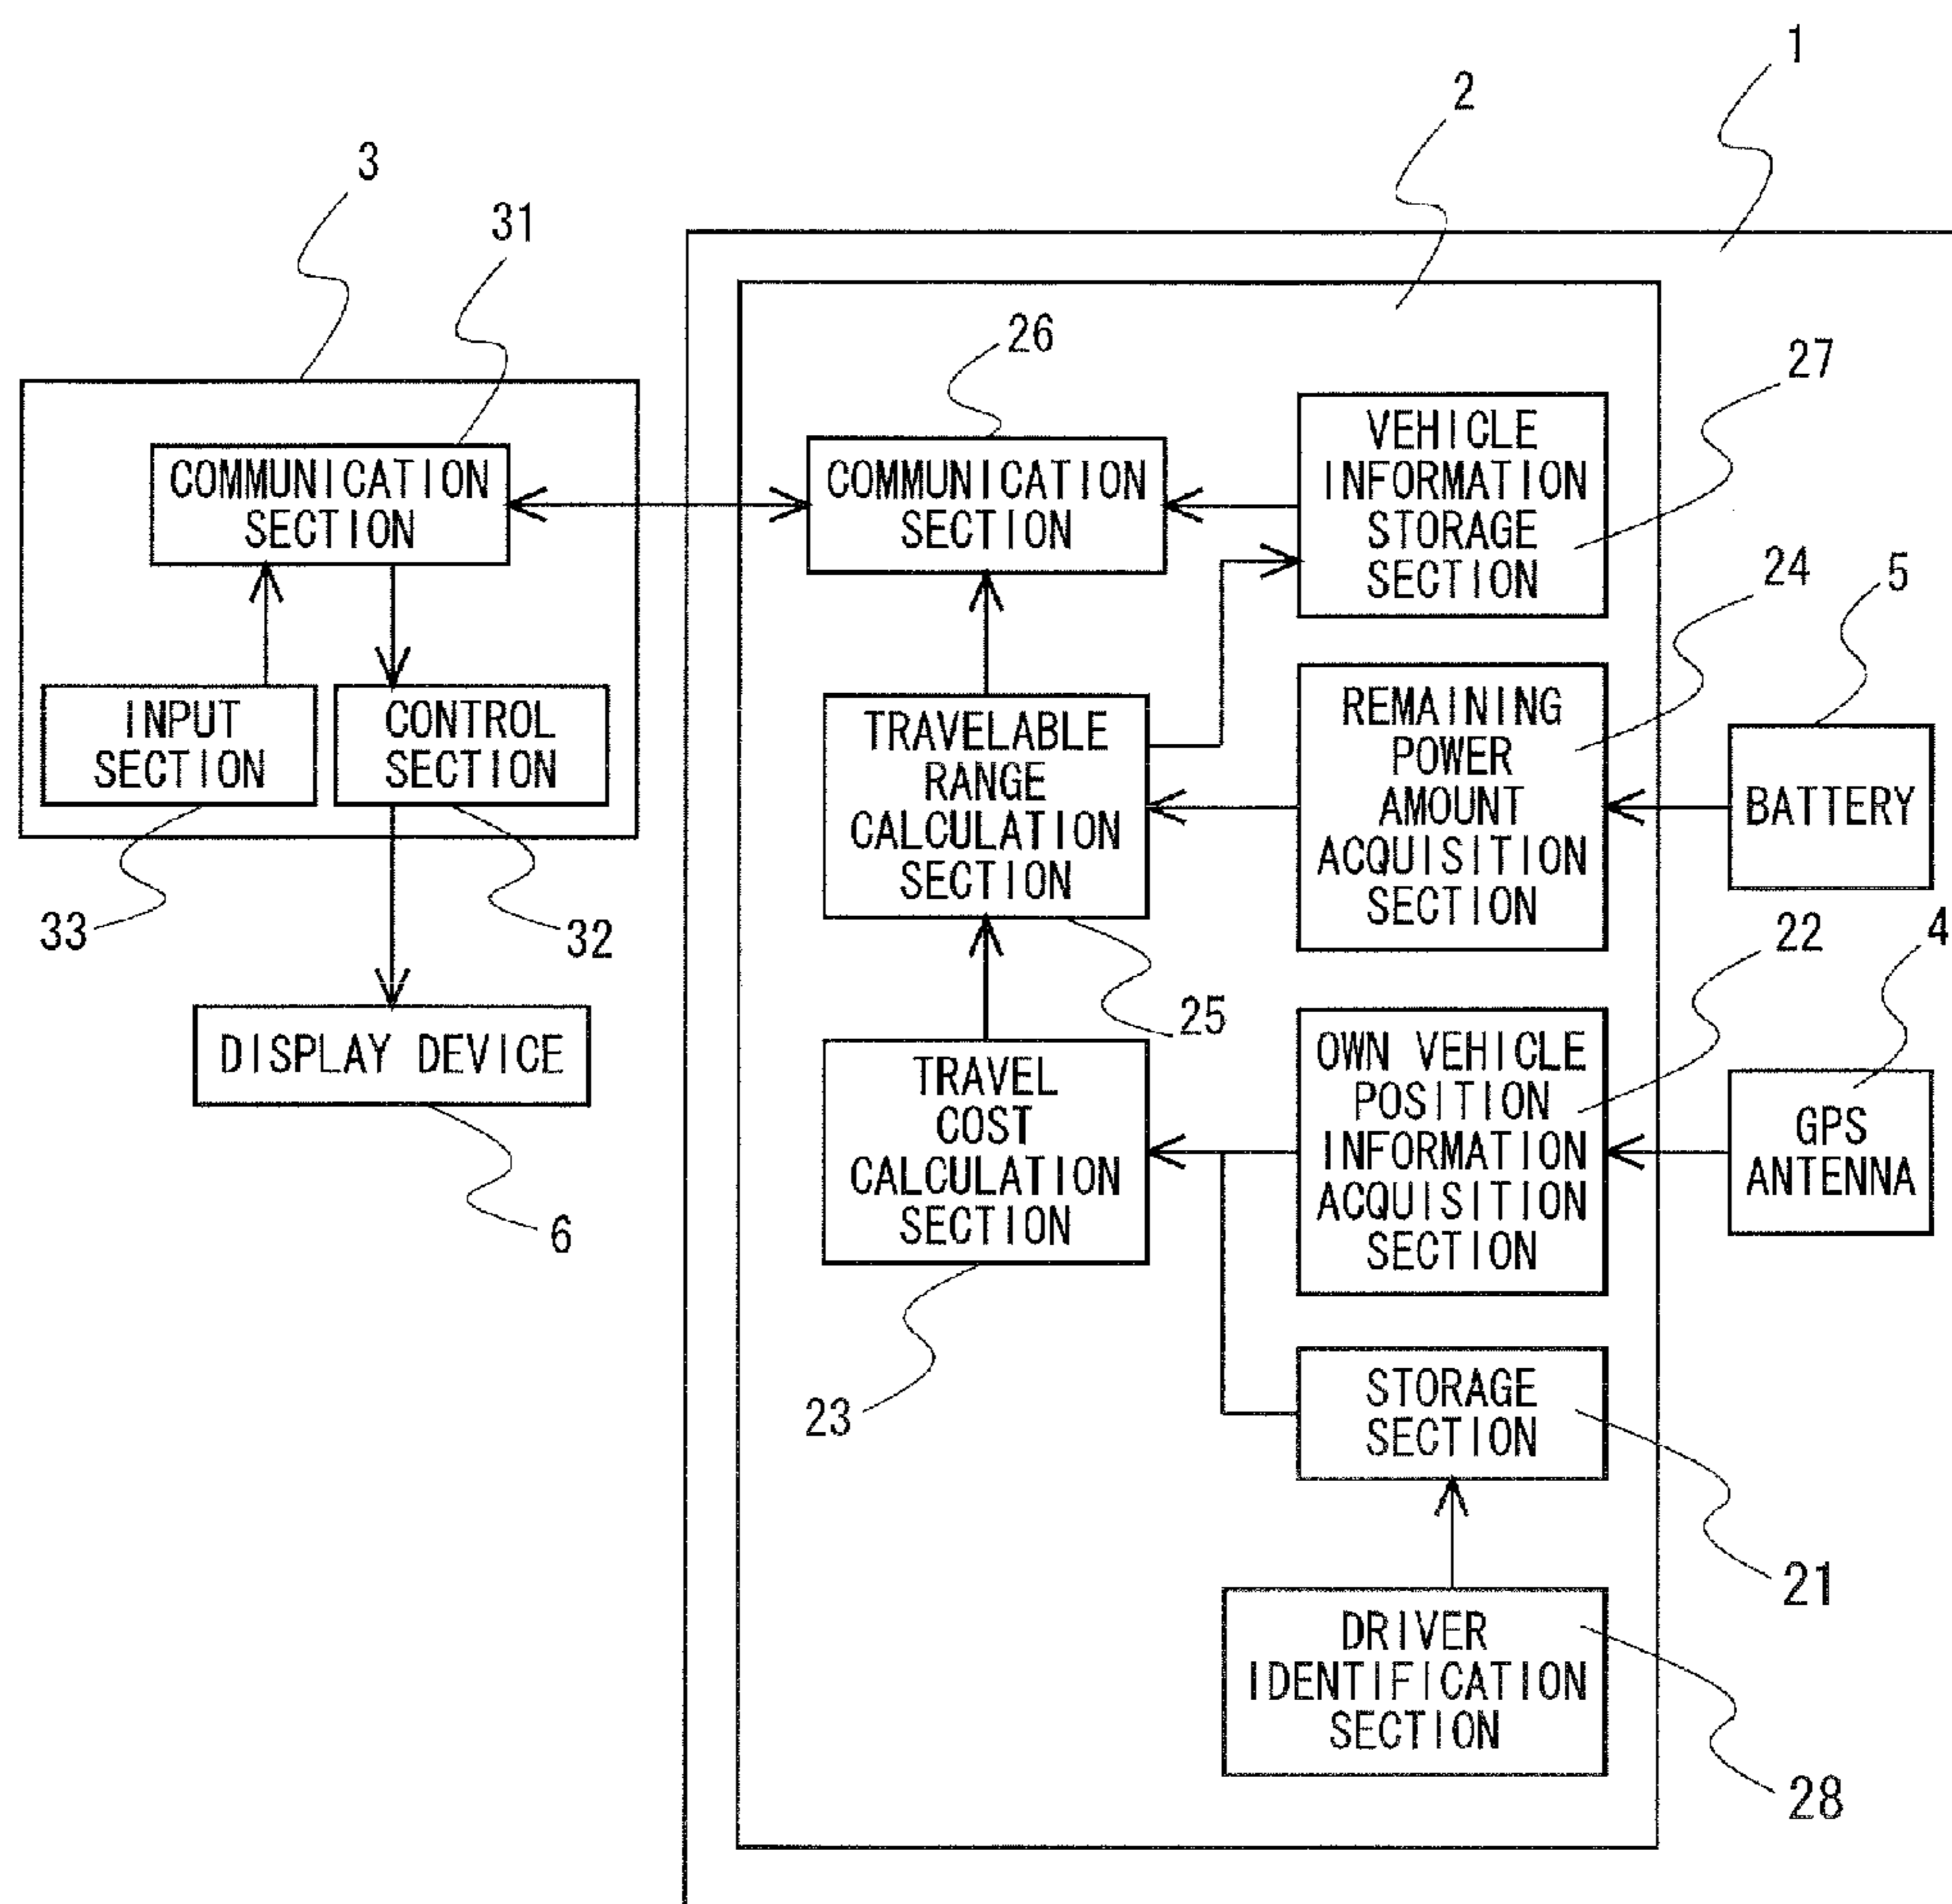 1
2
3
31
26
27
COMMUNICATION
SECTION
COMMUNICATION
SECTION
VEHICLE
INFORMATION
STORAGE
SECTION
24
5
INPUT
SECTION
CONTROL
SECTION
TRAVELABLE
RANGE
CALCULATION
SECTION
REMAINING
POWER
AMOUNT
ACQUISITION
SECTION
BATTERY
33
32
25
22
4
DISPLAY DEVICE
6
TRAVEL
COST
CALCULATION
SECTION
OWN VEHICLE
POSITION
INFORMATION
ACQUISITION
SECTION
GPS
ANTENNA
23
STORAGE
SECTION
21
DRIVER
IDENTIFICATION
SECTION
28